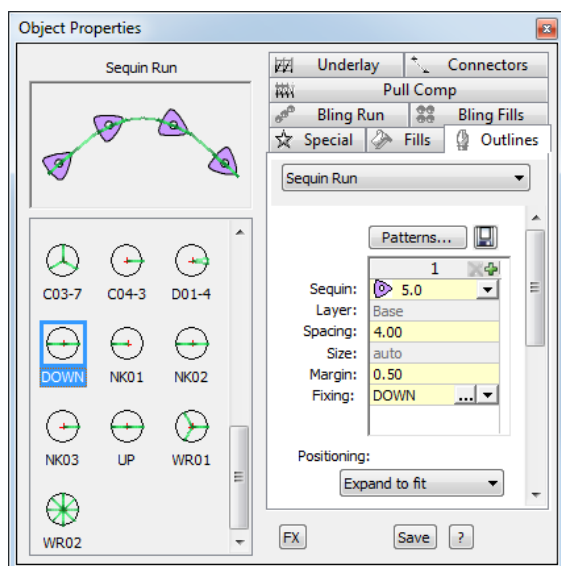 Object Properties
Sequin Run
C03-7 C04-3 D01-4
DOWN NK01 NK02
NK03 UP WR01
WR02
Underlay Connectors
Pull Comp
Bling Run Bling Fills
Special Fills Outlines
Sequin Run
Patterns...
1
Sequin: 5.0
Layer: Base
Spacing: 4.00
Size: auto
Margin: 0.50
Fixing: DOWN ...
Positioning:
Expand to fit
FX Save ?